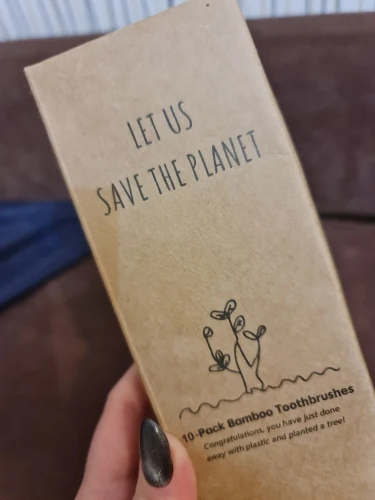 LET US
SAVE THE PLANET
10-Pack Bamboo Toothbrushes
Congratulations, you have just done
away with plastic and planted a tree!